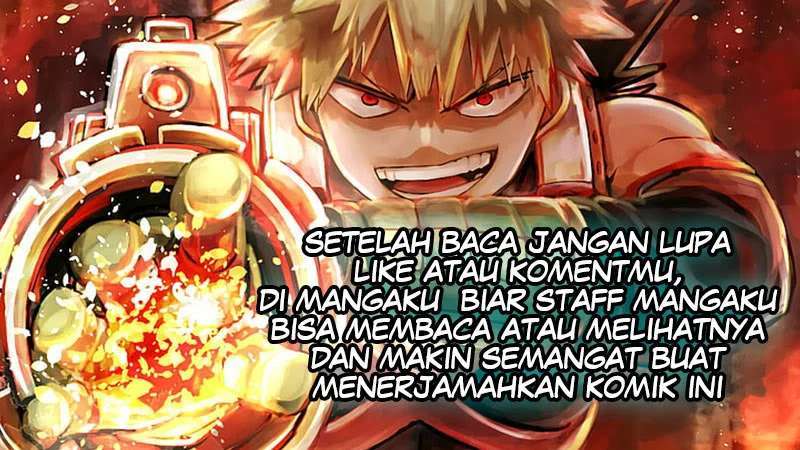 SETELAH BACA JANGAN LUPA
LIKE ATAU KOMENTMU,
DI MANGAKU BIAR STAFF MANGAKU
BISA MEMBACA ATAU MELIHATNYA
DAN MAKIN SEMANGAT BUAT
MENERJAMAHKAN KOMIK INI